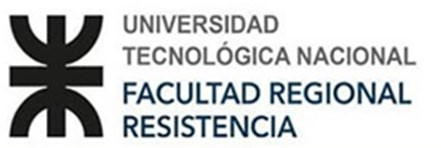 UNIVERSIDAD
TECNOLÓGICA NACIONAL
FACULTAD REGIONAL
RESISTENCIA